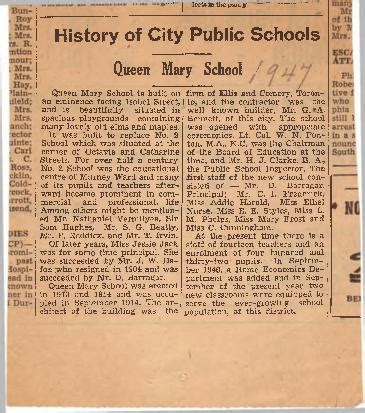 History of City Public Schools
Queen Mary School
1947
Queen Mary School is built on
an eminence facing Isobel Street,
and is beautifully situated in
spacious playgrounds containing
many lovely old elms and maples.
It was built to replace No. 2
School which was situated at the
corner of Octavia and Catharine
Streets. For over half a century
No. 2 School was the educational
centre of Murney Ward and many
of its pupils and teachers after-
ward became prominent in com-
mercial and professional life
Among others might be mention-
ed Mr. Nathaniel Vermilyea, Sir
Sam Hughes, Mr. S. G. Beatty,
Mr. F. Rodder, and Mr. T. Irvin.
Of later years, Miss Jessie Jack
was for some time principal. She
was succeeded by Mr. J. W. De-
foe who resigned in 1904 and was
succeeded by Mr. D. Barragar.
Queen Mary School was erected
in 1913 and 1914 and was occu-
pied in September 1914. The ar-
chitect of the building was the
firm of Ellis and Connery, Toron-
to, and the contractor was the
well known builder, Mr. G. A.
Bennett, of this city. The school
was opened with appropriate
ceremonies. Lt. Col. W. N. Pon-
ton, M.A., K.C., was the Chairman
of the Board of Education at the
time, and Mr. H. J. Clarke, B. A.,
the Public School Inspector. The
first staff of the new school con-
sisted of — Mr. D. Barragar
Principal; Mr. C. L.
Miss Addie Harold, Miss Ethel
Nurse, Miss E. E. Styles, Miss L.
M. Phelps, Miss Mary Frost and
Miss C. Cunningham.
At the present time there is a
staff of fourteen teachers and an
enrolment of four hundred and
thirty-two pupils. In Septem-
ber 1946, a Home Economics De-
partment was added and in Sep-
tember of the present year two
new classrooms were equipped to
serve the ever-growing school
population, of this district.